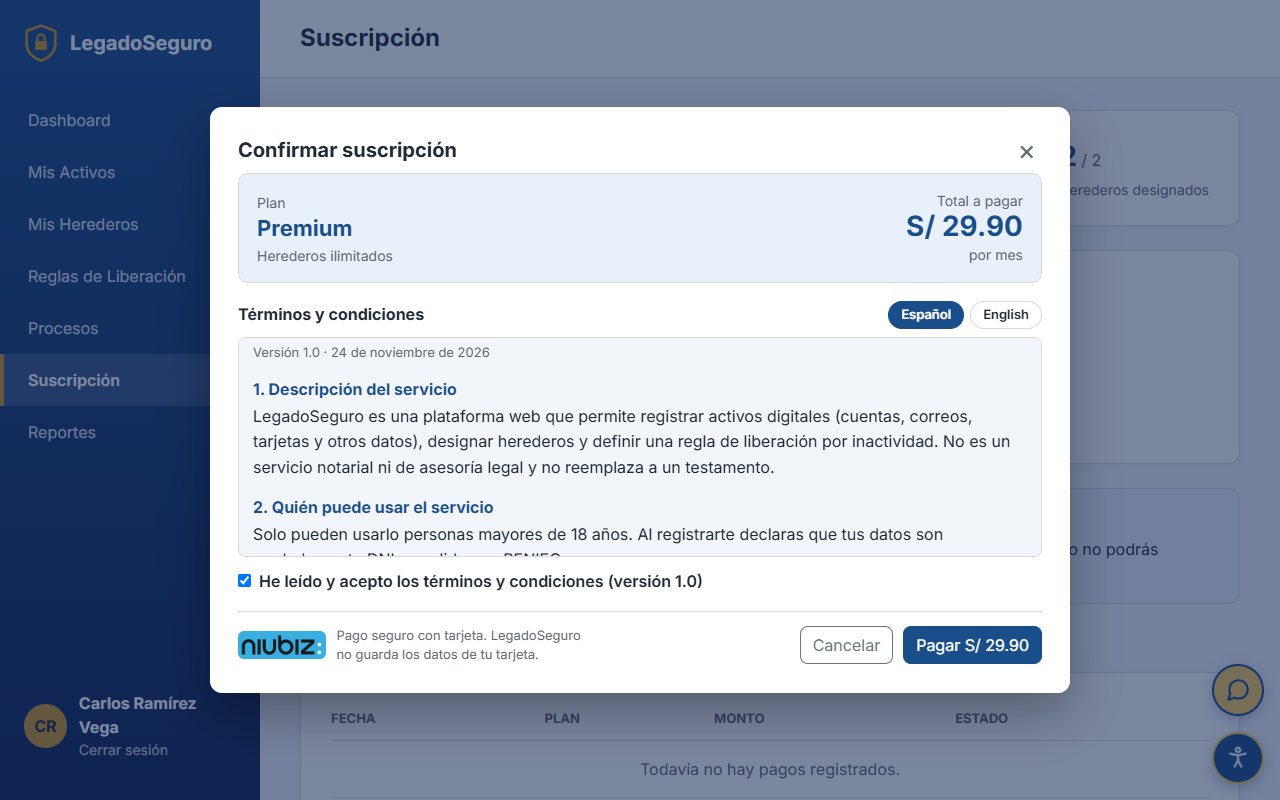 LegadoSeguro
Suscripción
Dashboard
Mis Activos
Mis Herederos
Reglas de Liberación
Procesos
Suscripción
Reportes
Carlos Ramírez
Vega
CR
Cerrar sesión
2 / 2
designados
Confirmar suscripción
Plan
Premium
Herederos ilimitados
Total a pagar
S/ 29.90
por mes
Términos y condiciones
Español
English
Versión 1.0 · 24 de noviembre de 2026
1. Descripción del servicio
LegadoSeguro es una plataforma web que permite registrar activos digitales (cuentas, correos,
tarjetas y otros datos), designar herederos y definir una regla de liberación por inactividad. No es un
servicio notarial ni de asesoría legal y no reemplaza a un testamento.
2. Quién puede usar el servicio
Solo pueden usarlo personas mayores de 18 años. Al registrarte declaras que tus datos son
He leído y acepto los términos y condiciones (versión 1.0)
niubiz:
Pago seguro con tarjeta. LegadoSeguro
no guarda los datos de tu tarjeta.
Cancelar
Pagar S/ 29.90
no podrás
FECHA PLAN MONTO ESTADO
Todavía no hay pagos registrados.